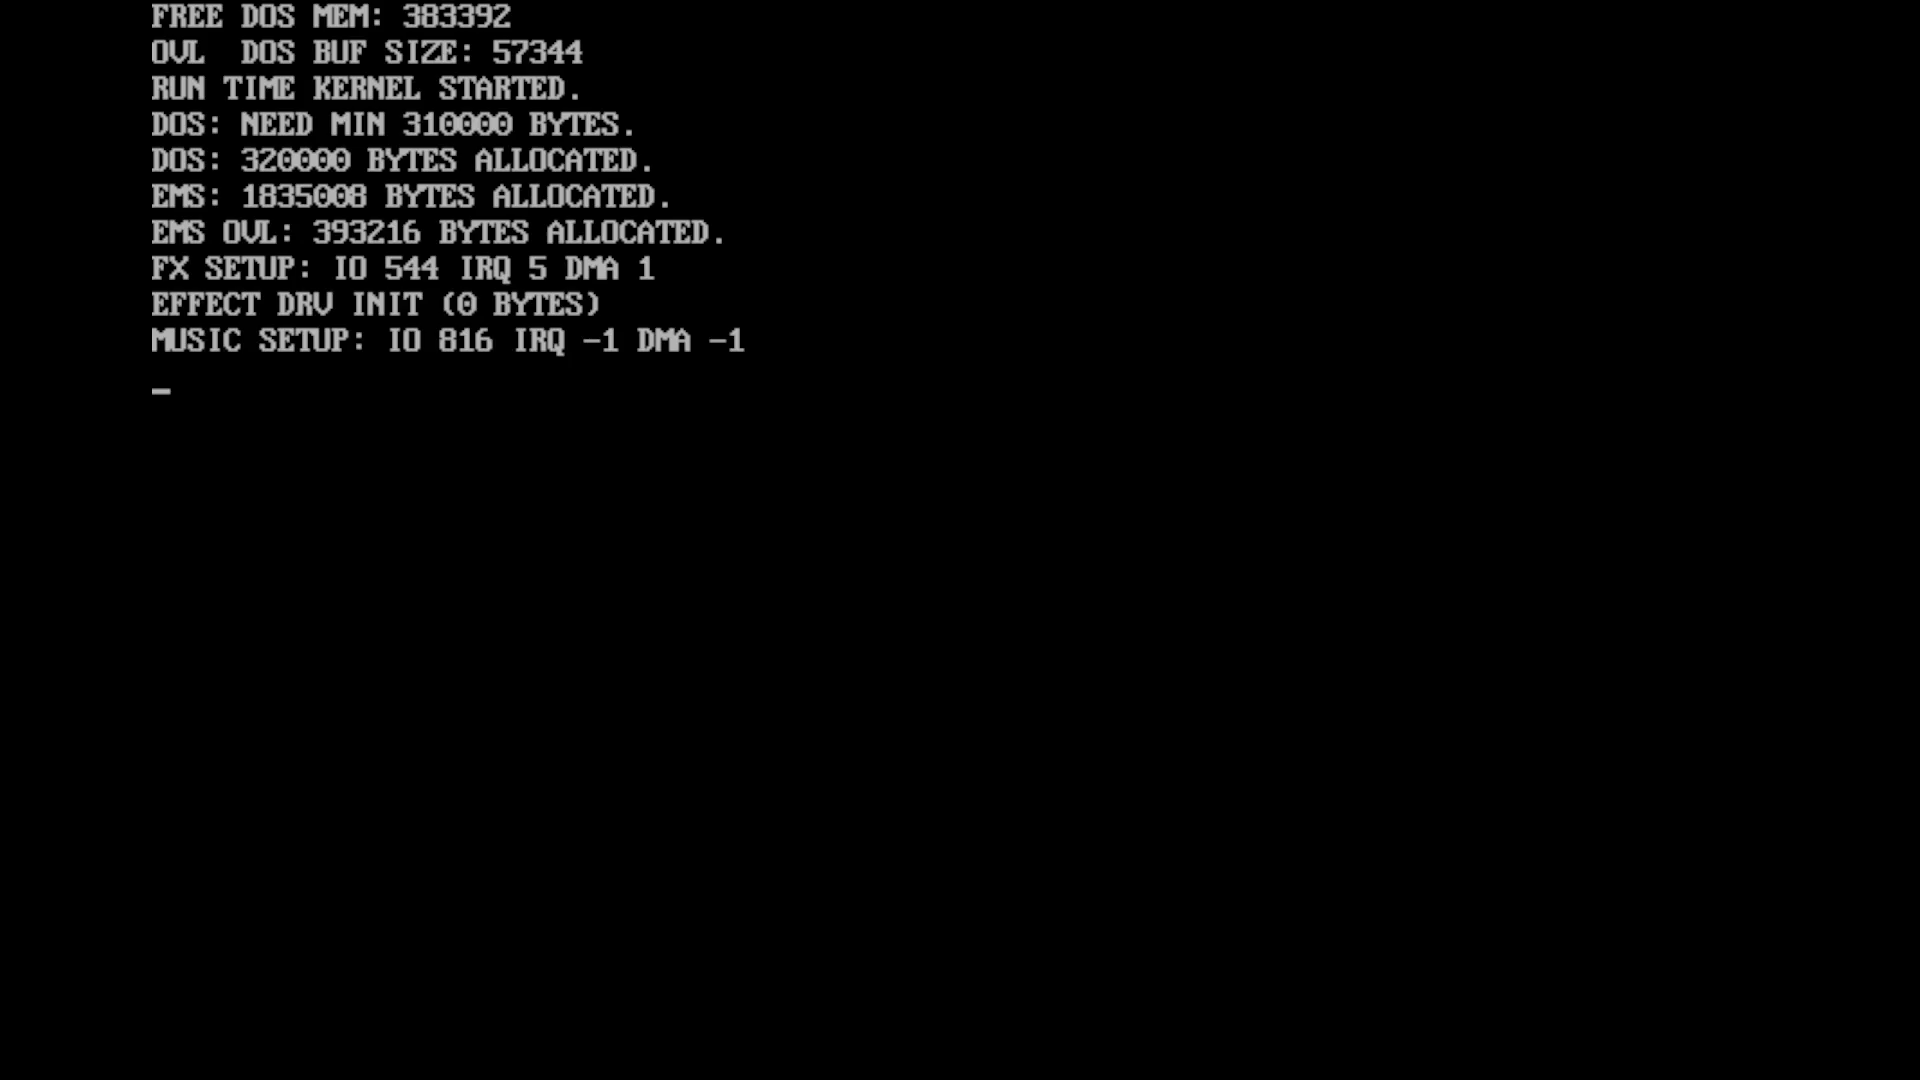 FREE DOS MEM: 383392
OVL  DOS BUF SIZE: 57344
RUN TIME KERNEL STARTED.
DOS: NEED MIN 310000 BYTES.
DOS: 320000 BYTES ALLOCATED.
EMS: 1835008 BYTES ALLOCATED.
EMS OVL: 393216 BYTES ALLOCATED.
FX SETUP: IO 544 IRQ 5 DMA 1
EFFECT DRV INIT (0 BYTES)
MUSIC SETUP: IO 816 IRQ -1 DMA -1
_